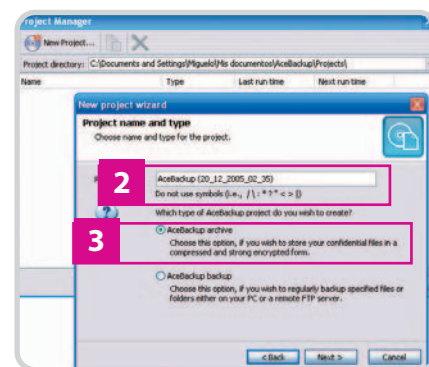 Project Manager
New Project...
Project directory: C:\Documents and Settings\Miguelo\Mis documentos\AceBackup\Projects\
Name Type Last run time Next run time
New project wizard
Project name and type
Choose name and type for the project.
2
AceBackup (20_12_2005_02_35)
Do not use symbols (i.e., / \ : * ? " < > |)
Which type of AceBackup project do you wish to create?
3
AceBackup archive
Choose this option, if you wish to store your confidential files in a
compressed and strong encrypted form.
AceBackup backup
Choose this option, if you wish to regularly backup specified files or
folders either on your PC or a remote FTP server.
< Back Next > Cancel